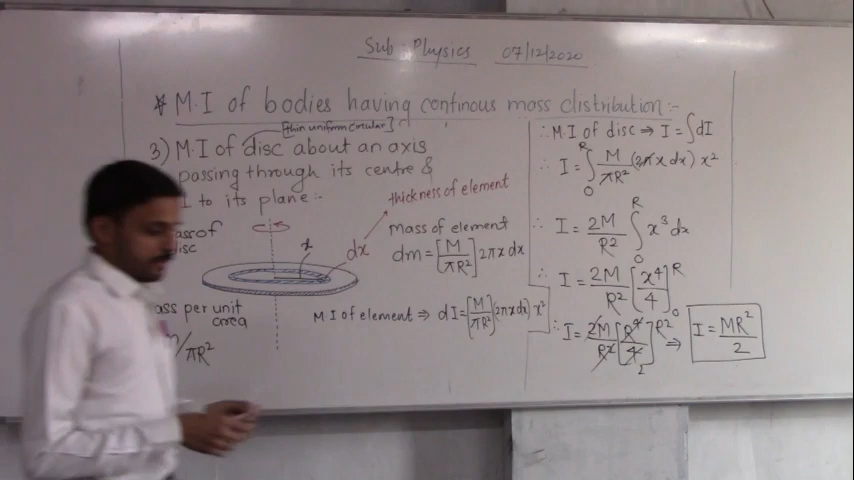 Sub : Physics 07/12/2020
* M.I of bodies having continous mass distribution :-
[thin uniform circular]
3) M.I of disc about an axis
passing through its centre &
to its plane :-
disc
x
dx
thickness of element
per unit
area
/πR²
Mass of element
dm = [M/πR²] 2πx dx
M I of element ⇒ dI = [M/πR²] (2πx dx) x²
∴ M.I of disc ⇒ I = ∫dI
∴ I = ∫₀ᴿ M/πR² (2πx dx) x²
∴ I = 2M/R² ∫₀ᴿ x³ dx
∴ I = 2M/R² [x⁴/4]₀ᴿ
∴ I = 2M/R² [R⁴/4] R² 2 ⇒ I = MR²/2